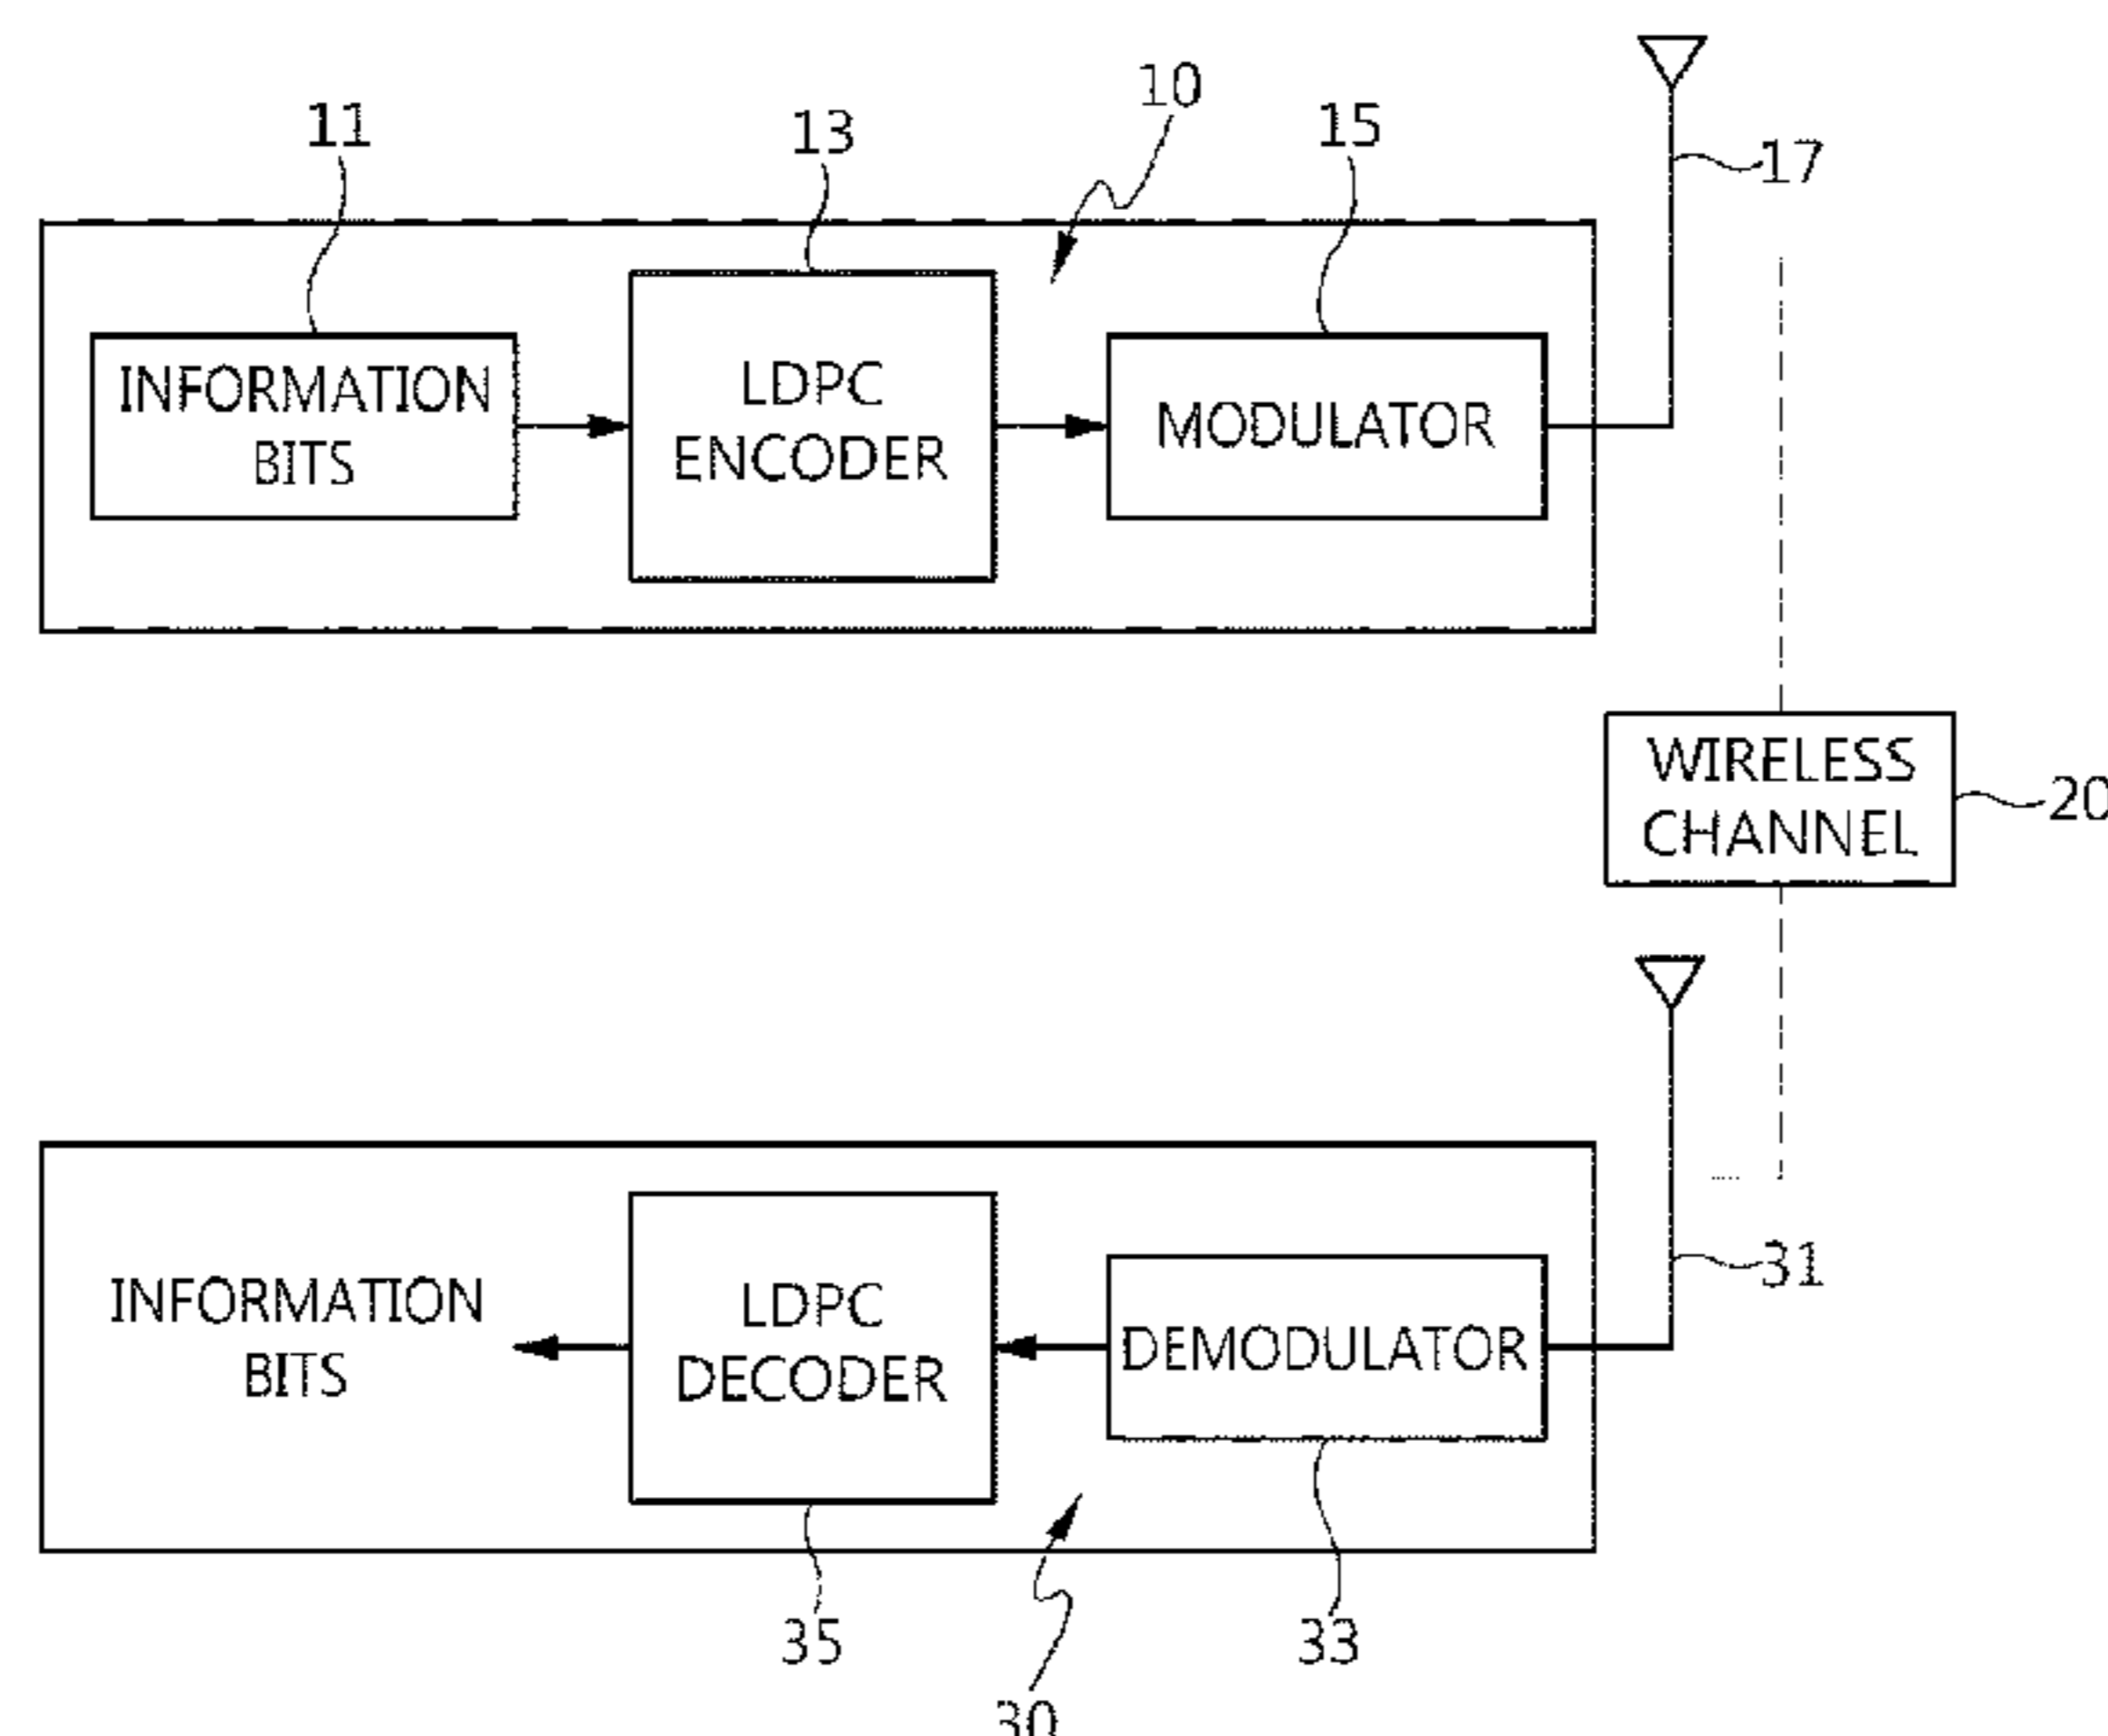 10
11
13
15
17
INFORMATION
BITS
LDPC
ENCODER
MODULATOR
WIRELESS
CHANNEL
20
31
INFORMATION
BITS
LDPC
DECODER
DEMODULATOR
35
33
30